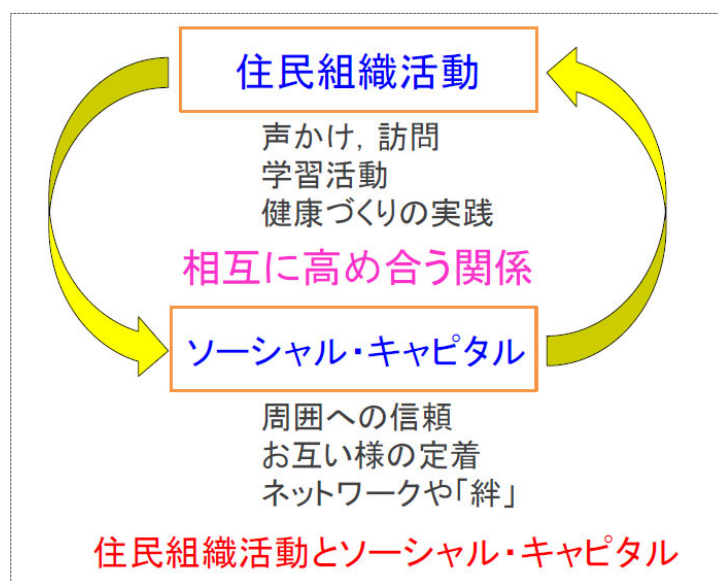 住民組織活動
声かけ, 訪問
学習活動
健康づくりの実践
相互に高め合う関係
ソーシャル・キャピタル
周囲への信頼
お互い様の定着
ネットワークや「絆」
住民組織活動とソーシャル・キャピタル